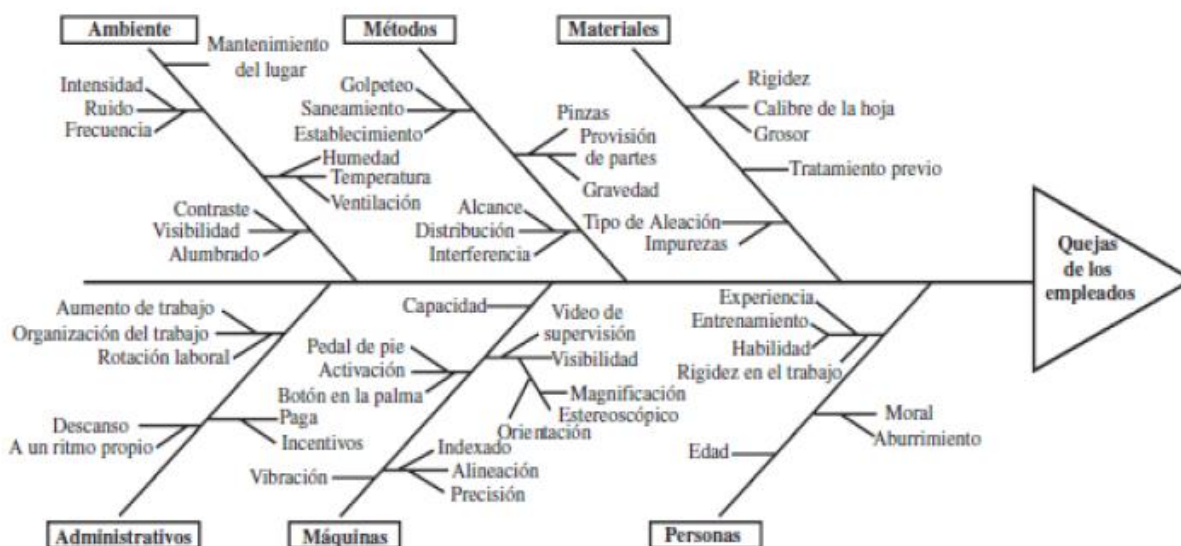 Ambiente
Métodos
Materiales
Mantenimiento
del lugar
Intensidad
Ruido
Frecuencia
Humedad
Temperatura
Ventilación
Contraste
Visibilidad
Alumbrado
Golpeteo
Saneamiento
Establecimiento
Pinzas
Provisión
de partes
Gravedad
Alcance
Distribución
Interferencia
Rigidez
Calibre de la hoja
Grosor
Tratamiento previo
Tipo de Aleación
Impurezas
Quejas
de los
empleados
Aumento de trabajo
Organización del trabajo
Rotación laboral
Descanso
A un ritmo propio
Paga
Incentivos
Capacidad
Pedal de pie
Activación
Botón en la palma
Video de
supervisión
Visibilidad
Magnificación
Estereoscópico
Orientación
Vibración
Indexado
Alineación
Precisión
Experiencia
Entrenamiento
Habilidad
Rigidez en el trabajo
Moral
Aburrimiento
Edad
Administrativos
Máquinas
Personas